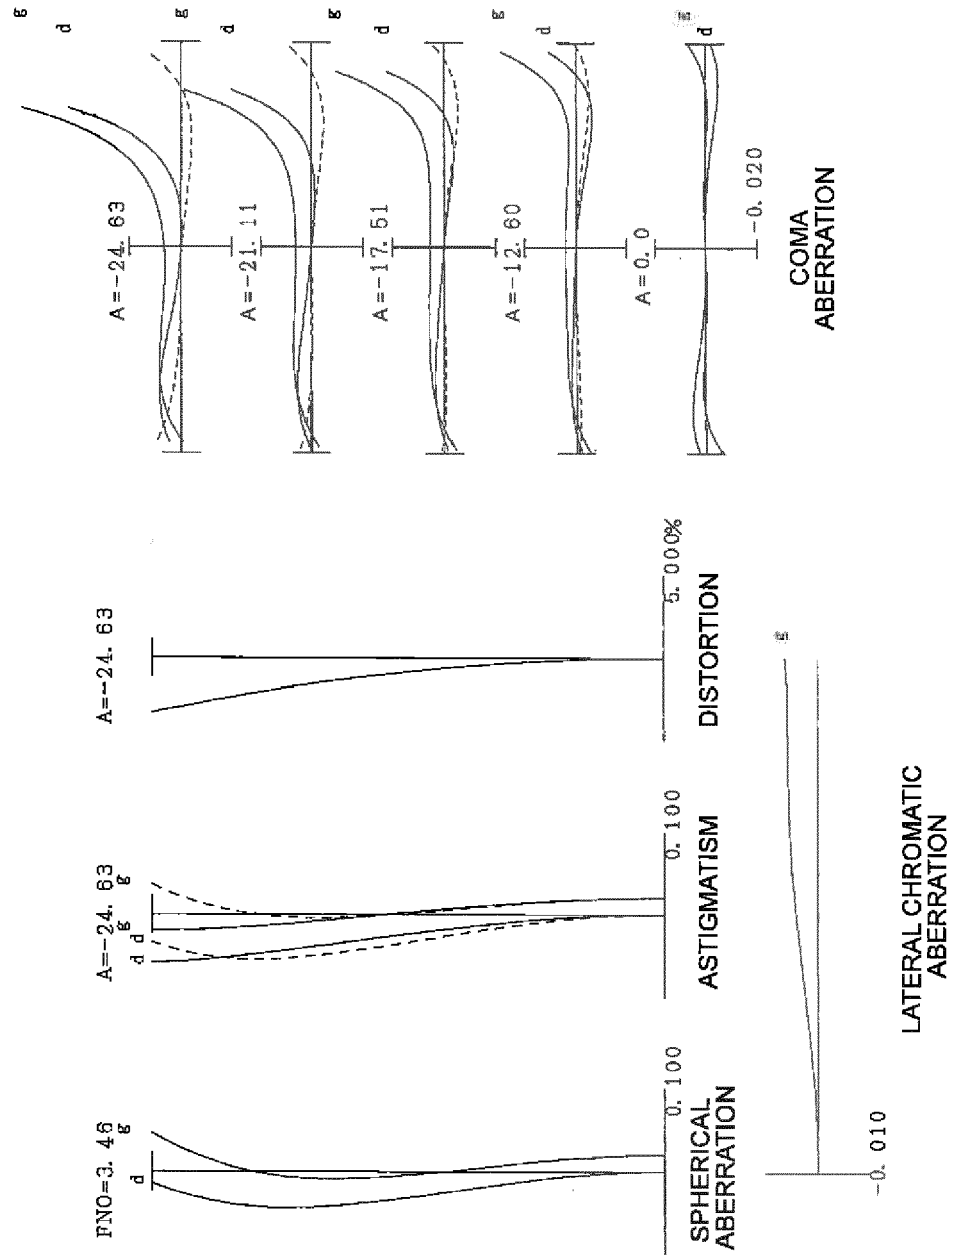 FNO=3. 46
d
g
0. 100
SPHERICAL
ABERRATION
A=-24. 63
d
d
g
g
0. 100
ASTIGMATISM
A=-24. 63
5. 000%
DISTORTION
A=-24. 63
g
d
A=-21. 11
g
d
A=-17. 51
g
d
A=-12. 60
g
d
A=0. 0
g
d
-0. 020
COMA
ABERRATION
g
-0. 010
LATERAL CHROMATIC
ABERRATION